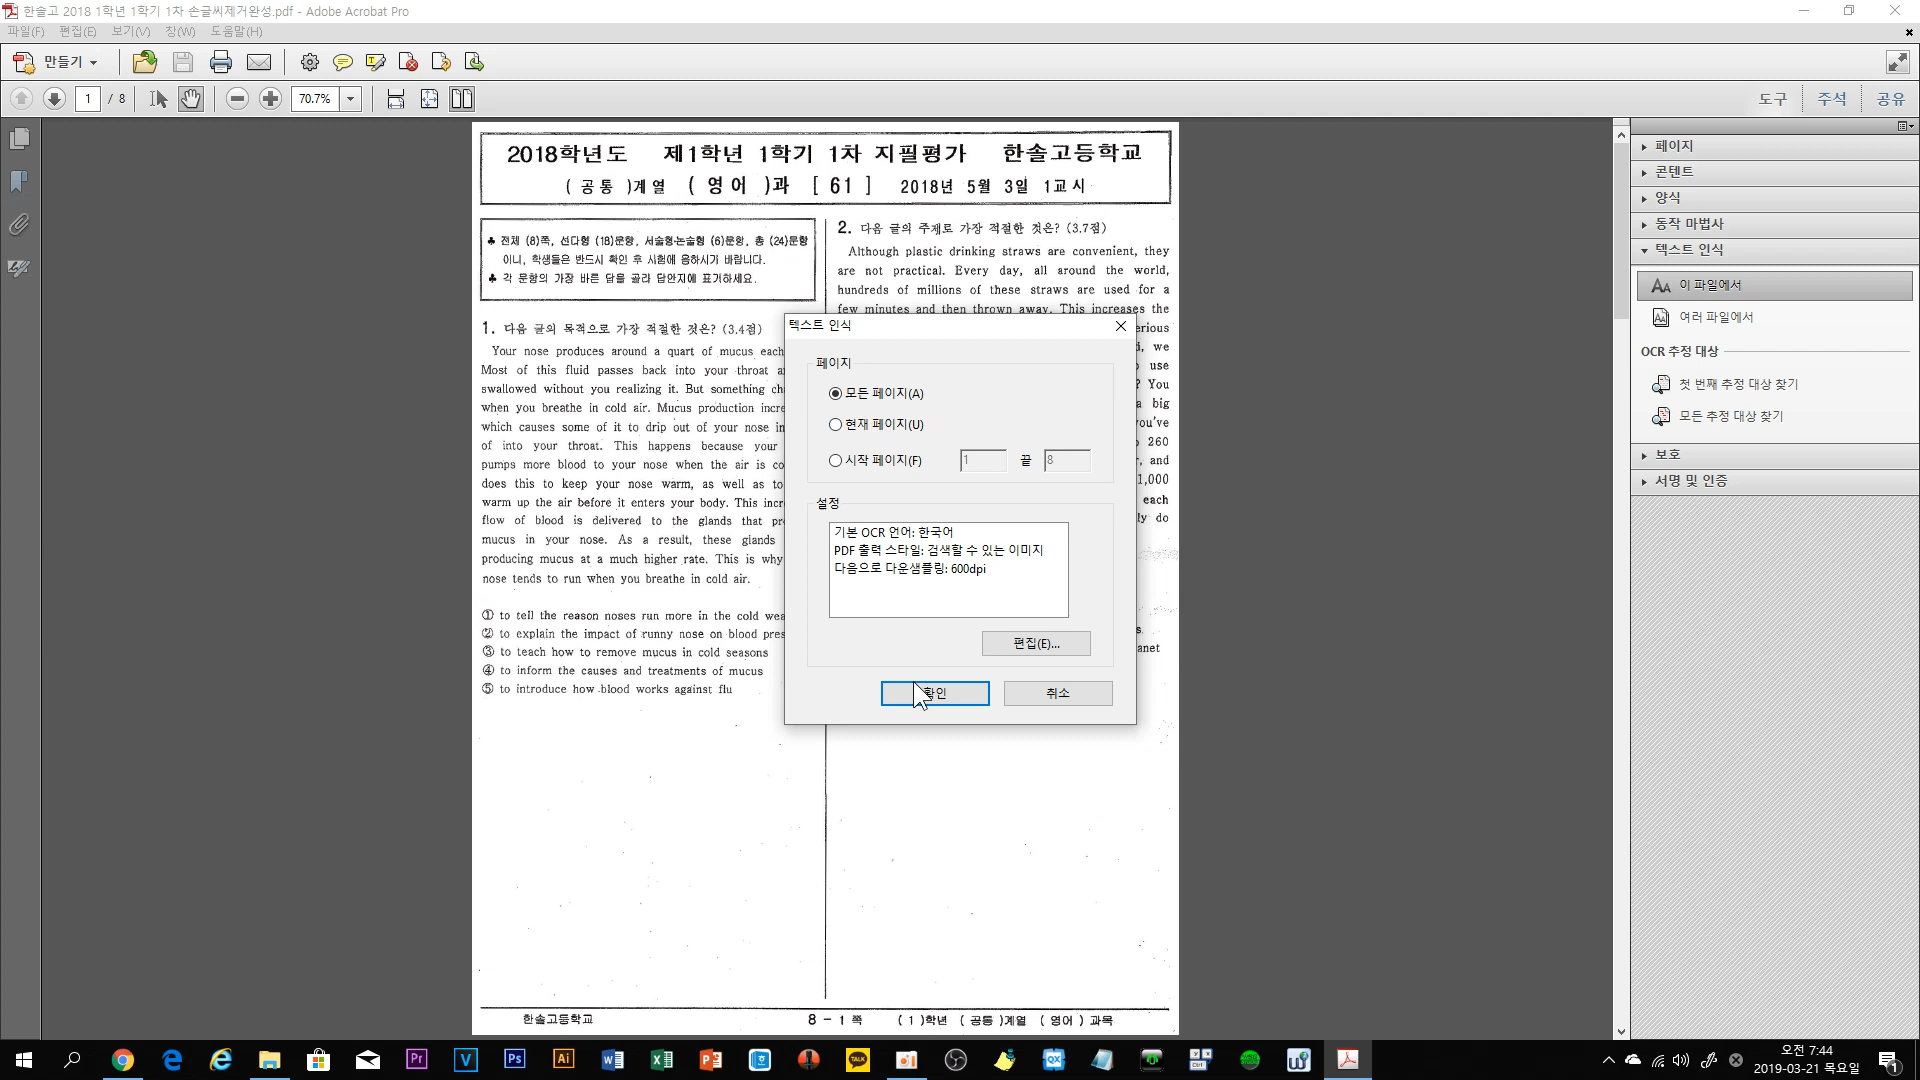 한솔고 2018 1학년 1학기 1차 손글씨제거완성.pdf - Adobe Acrobat Pro
파일(F) 편집(E) 보기(V) 창(W) 도움말(H)
만들기
1 / 8 70.7% 도구 주석 공유
2018학년도 제1학년 1학기 1차 지필평가 한솔고등학교
( 공통 )계열 ( 영어 )과 [ 61 ] 2018년 5월 3일 1교시
♣ 전체 (8)쪽, 선다형 (18)문항, 서술형·논술형 (6)문항, 총 (24)문항
이니, 학생들은 반드시 확인 후 시험에 응하시기 바랍니다.
♣ 각 문항의 가장 바른 답을 골라 답안지에 표기하세요.
1. 다음 글의 목적으로 가장 적절한 것은? (3.4점)
Your nose produces around a quart of mucus each
Most of this fluid passes back into your throat
swallowed without you realizing it. But something
when you breathe in cold air. Mucus production
which causes some of it to drip out of your nose
of into your throat. This happens because your
pumps more blood to your nose when the air is
does this to keep your nose warm, as well as to
warm up the air before it enters your body. This
flow of blood is delivered to the glands that
mucus in your nose. As a result, these glands
producing mucus at a much higher rate. This is why
nose tends to run when you breathe in cold air.
① to tell the reason noses run more in the cold
② to explain the impact of runny nose on blood
③ to teach how to remove mucus in cold seasons
④ to inform the causes and treatments of mucus
⑤ to introduce how blood works against flu
2. 다음 글의 주제로 가장 적절한 것은? (3.7점)
Although plastic drinking straws are convenient, they
are not practical. Every day, all around the world,
hundreds of millions of these straws are used for a
few minutes and then thrown away. This increases the
we
use
? You
a big
260
and
1,000
each
do
텍스트 인식
페이지
모든 페이지(A)
현재 페이지(U)
시작 페이지(F) 1 끝 8
설정
기본 OCR 언어: 한국어
PDF 출력 스타일: 검색할 수 있는 이미지
다음으로 다운샘플링: 600dpi
편집(E)...
확인 취소
한솔고등학교 8 - 1 쪽 ( 1 )학년 ( 공통 )계열 ( 영어 ) 과목
페이지
콘텐트
양식
동작 마법사
텍스트 인식
이 파일에서
여러 파일에서
OCR 추정 대상
첫 번째 추정 대상 찾기
모든 추정 대상 찾기
보호
서명 및 인증
오전 7:44
2019-03-21 목요일